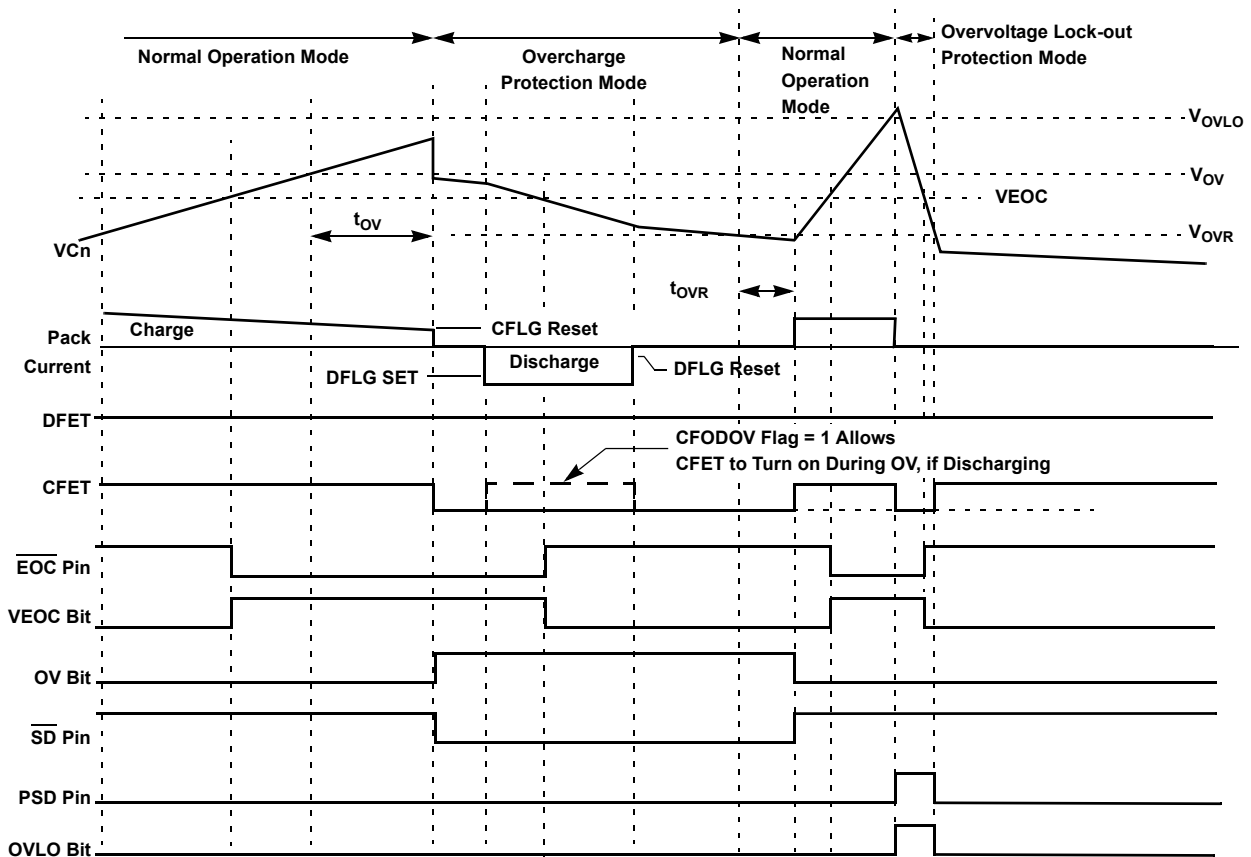 Normal Operation Mode
Overcharge
Protection Mode
Normal
Operation
Mode
Overvoltage Lock-out
Protection Mode
VOVLO
VOV
VEOC
VOVR
tOV
VCn
tOVR
Charge
CFLG Reset
Pack
Current
Discharge
DFLG SET
DFLG Reset
DFET
CFODOV Flag = 1 Allows
CFET to Turn on During OV, if Discharging
CFET
EOC Pin
VEOC Bit
OV Bit
SD Pin
PSD Pin
OVLO Bit